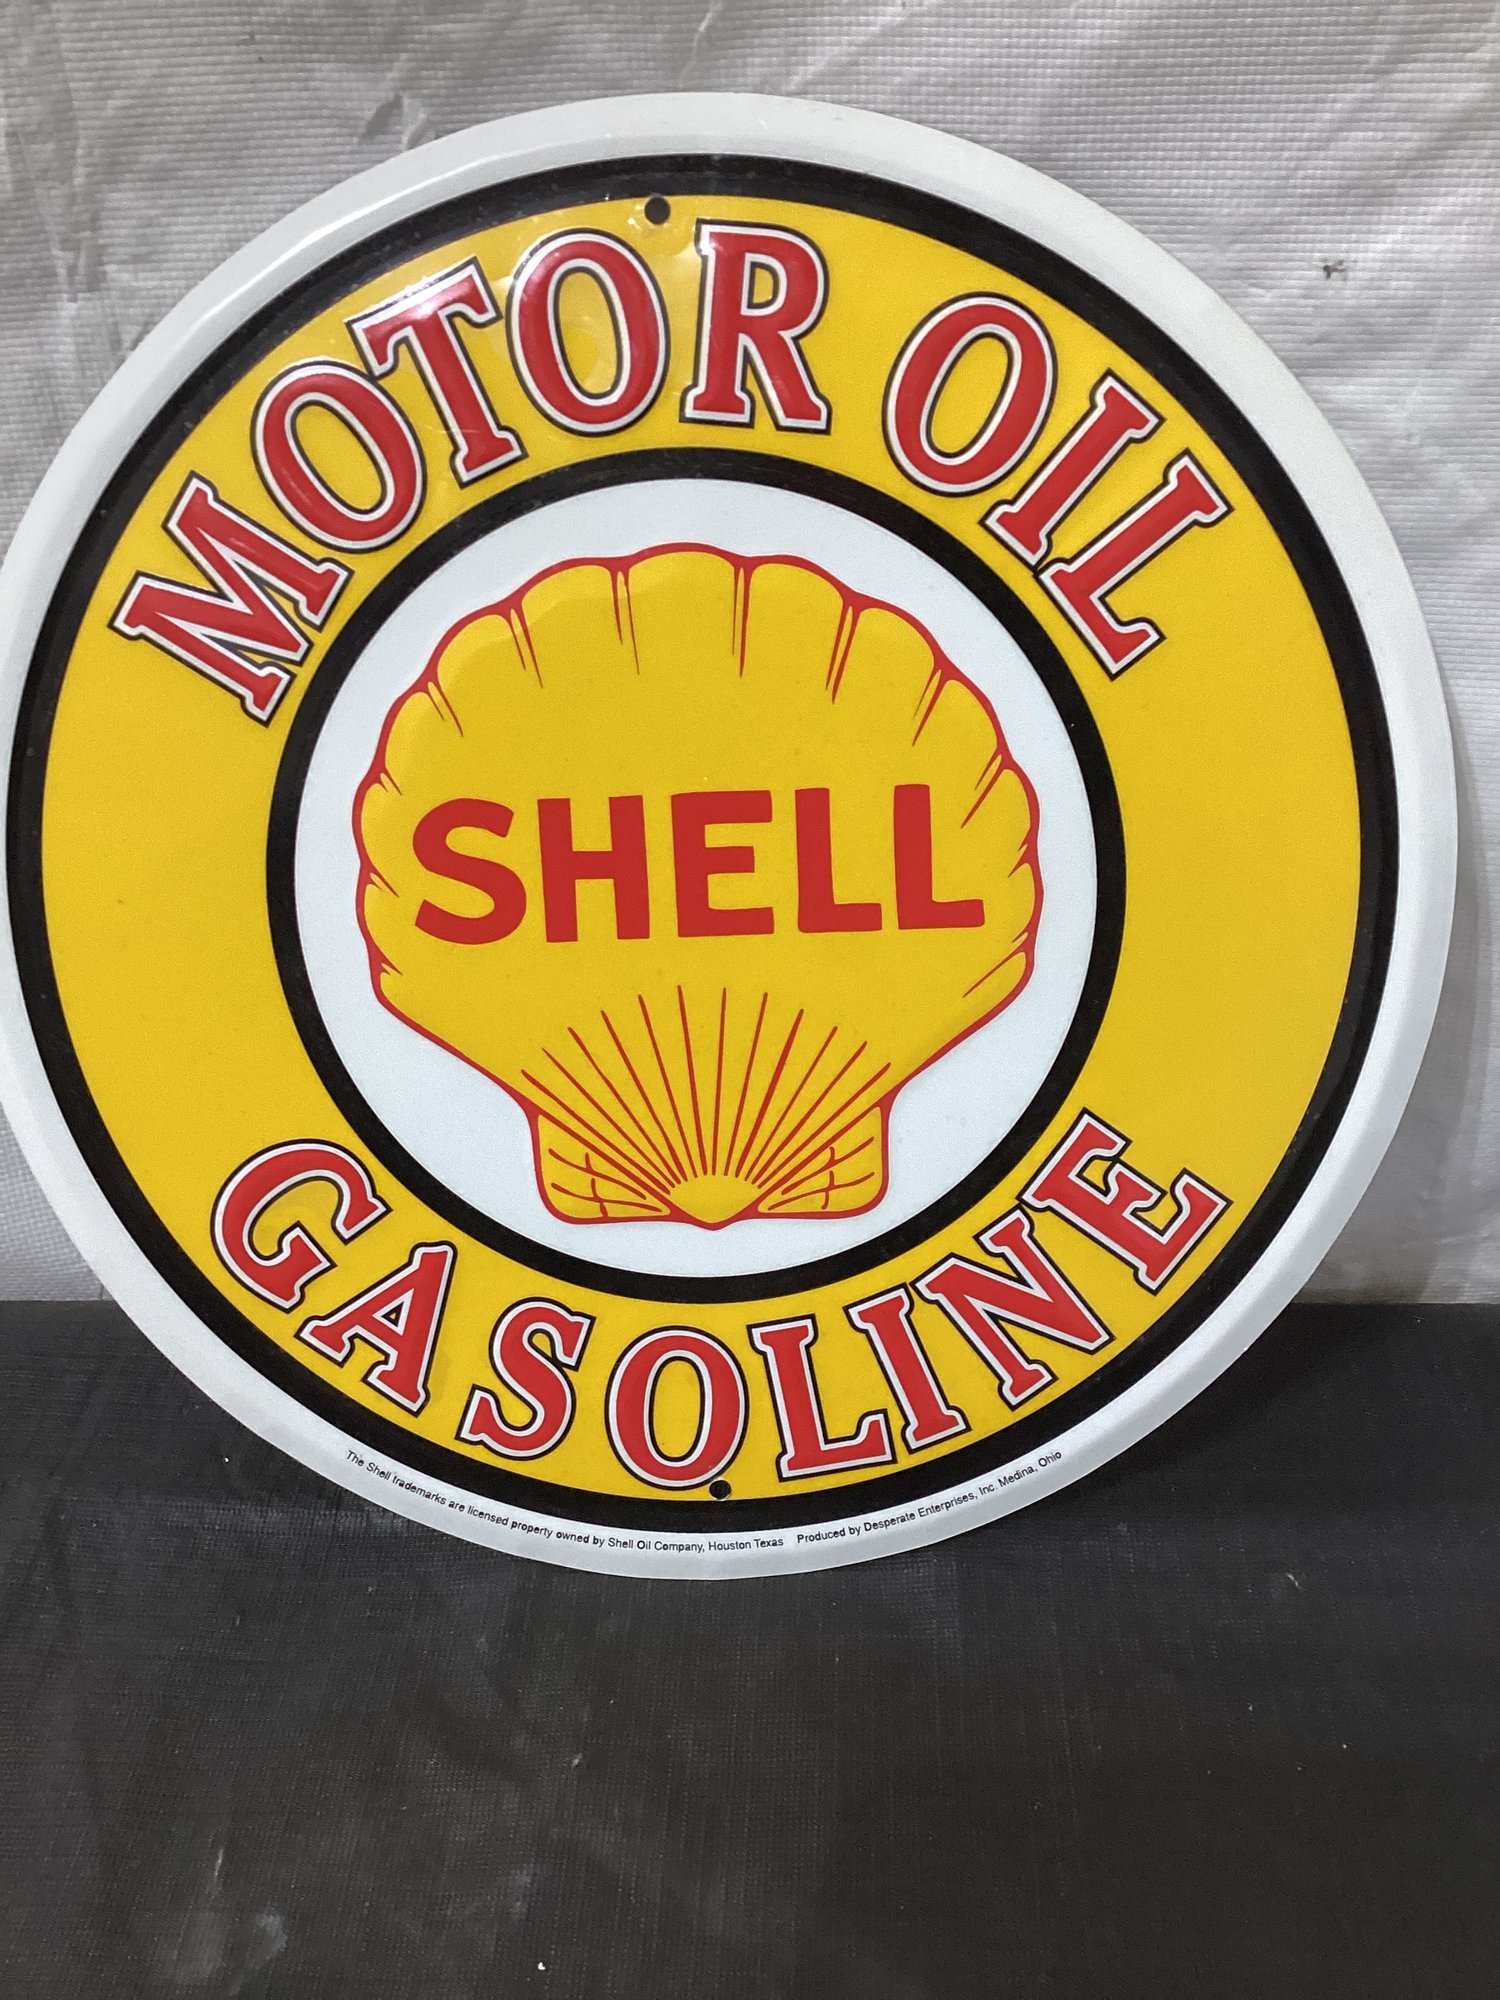 MOTOR OIL
SHELL
GASOLINE
The Shell trademarks are licensed property owned by Shell Oil Company, Houston Texas Produced by Desperate Enterprises, Inc. Medina, Ohio